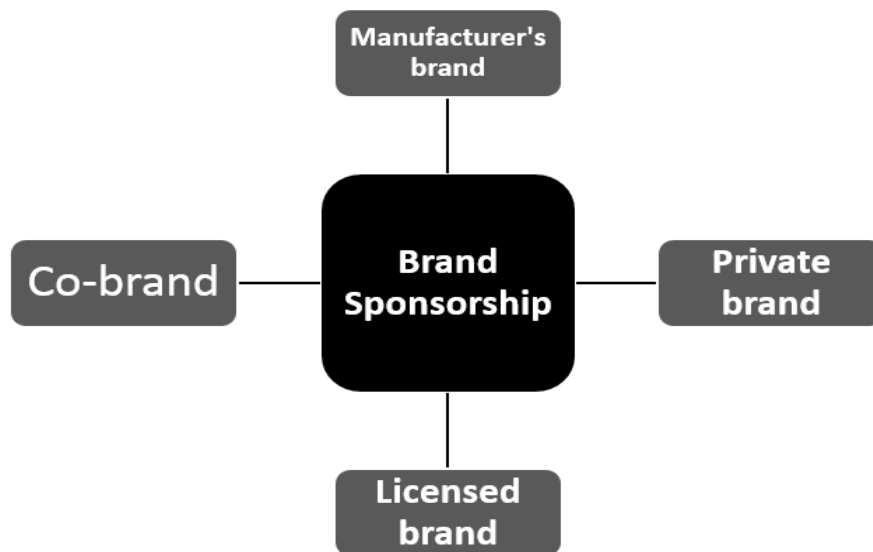 Manufacturer's
brand
Co-brand
Brand
Sponsorship
Private
brand
Licensed
brand